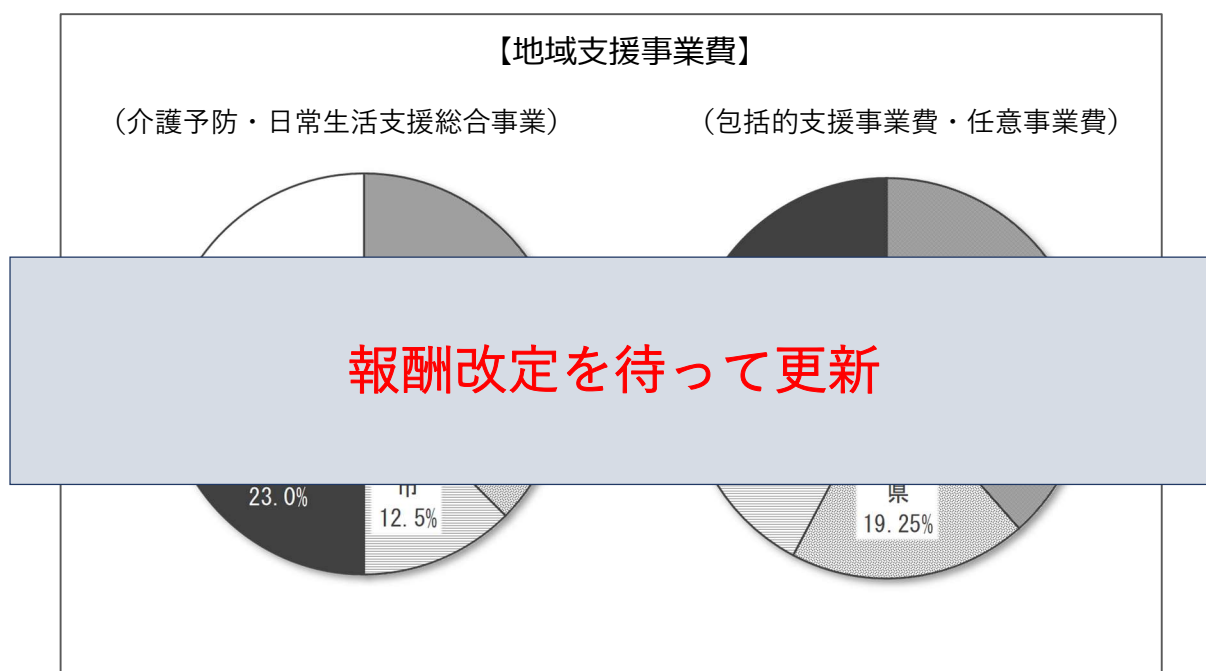 【地域支援事業費】
（介護予防・日常生活支援総合事業）
（包括的支援事業費・任意事業費）
報酬改定を待って更新
23.0%
市
12.5%
県
19.25%